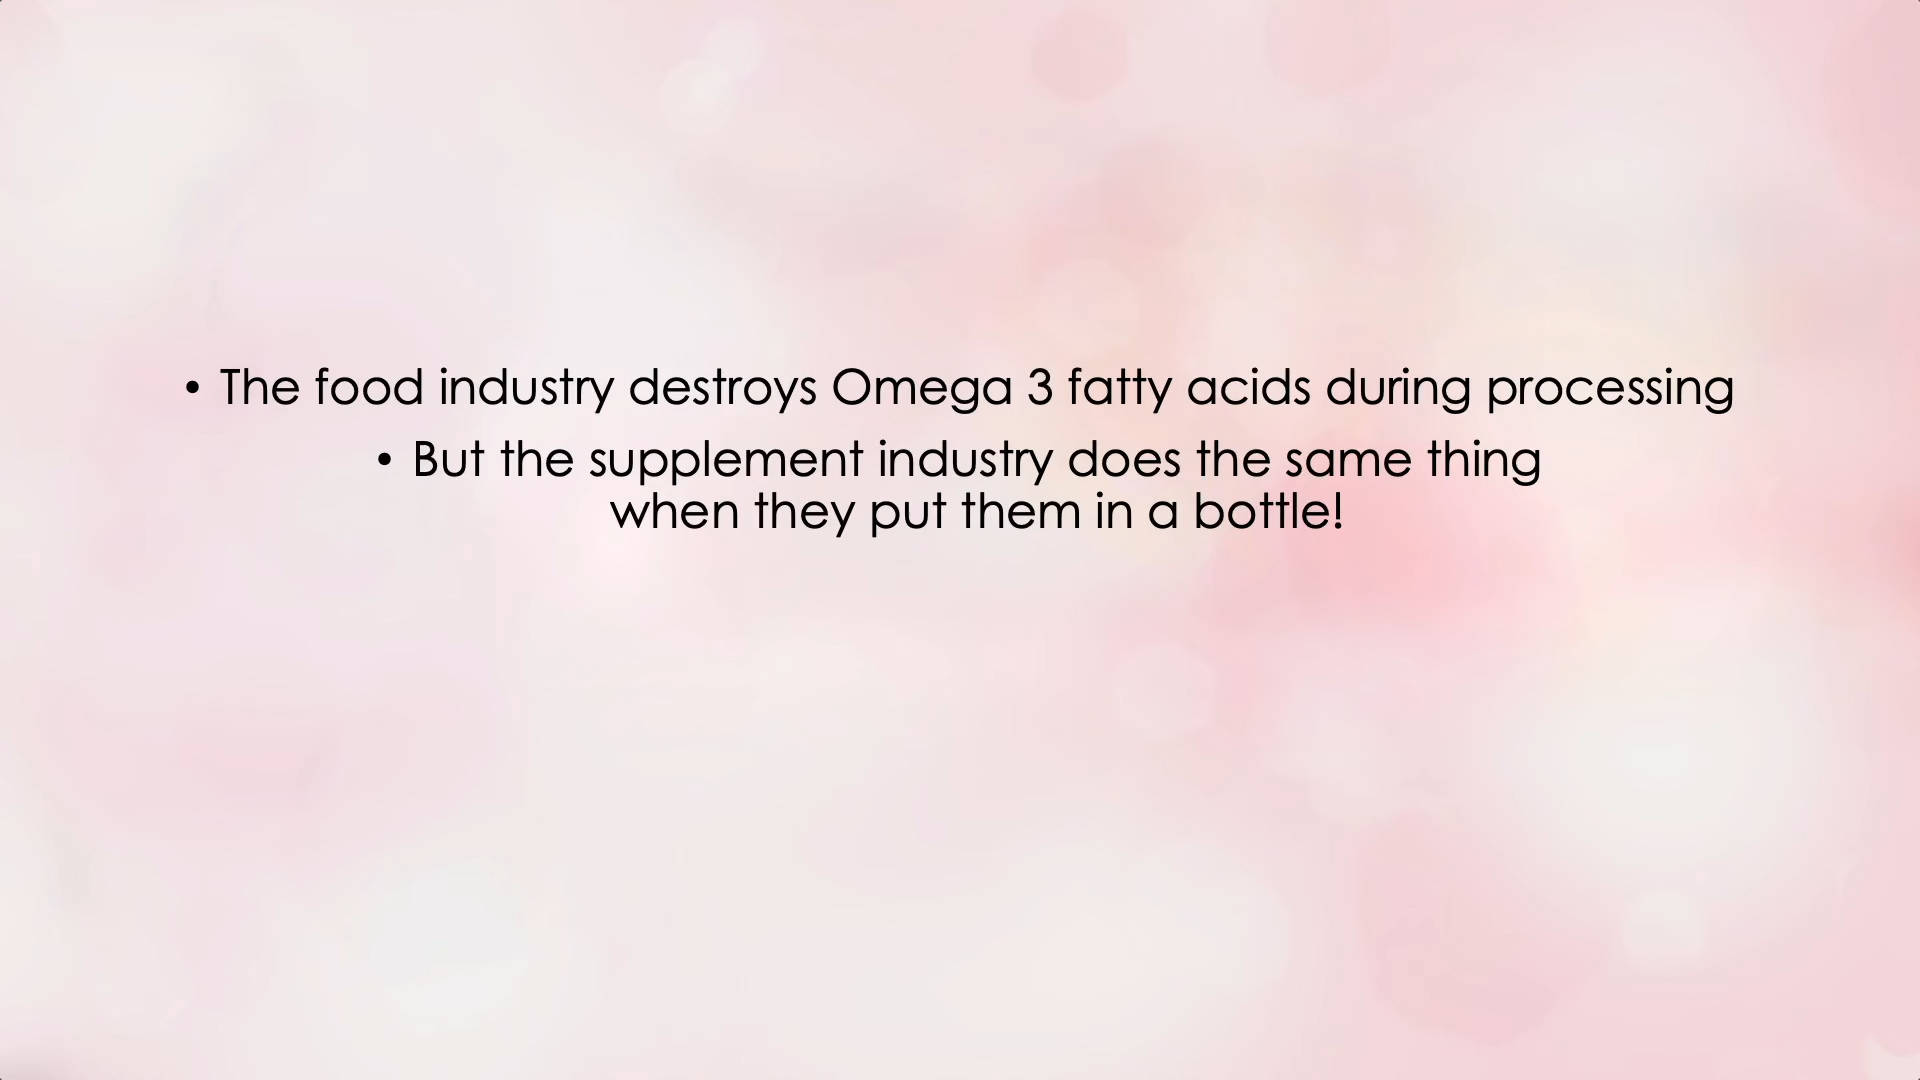 • The food industry destroys Omega 3 fatty acids during processing
• But the supplement industry does the same thing
when they put them in a bottle!